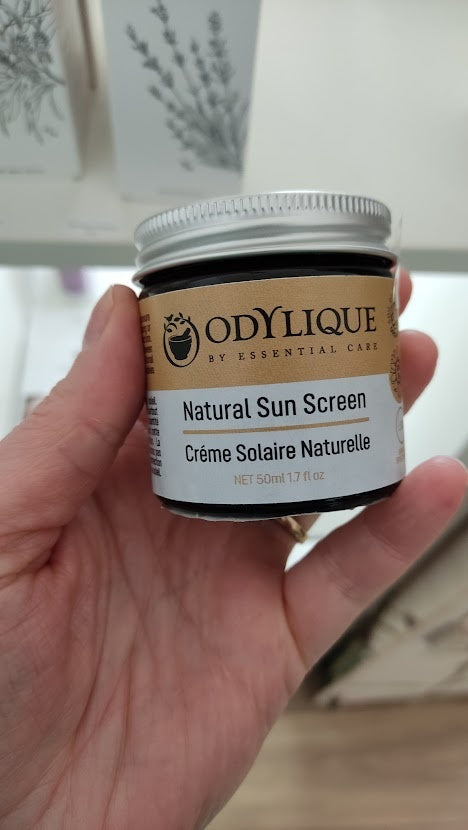 ODYLIQUE
BY ESSENTIAL CARE
Natural Sun Screen
Créme Solaire Naturelle
NET 50ml 1.7 fl oz